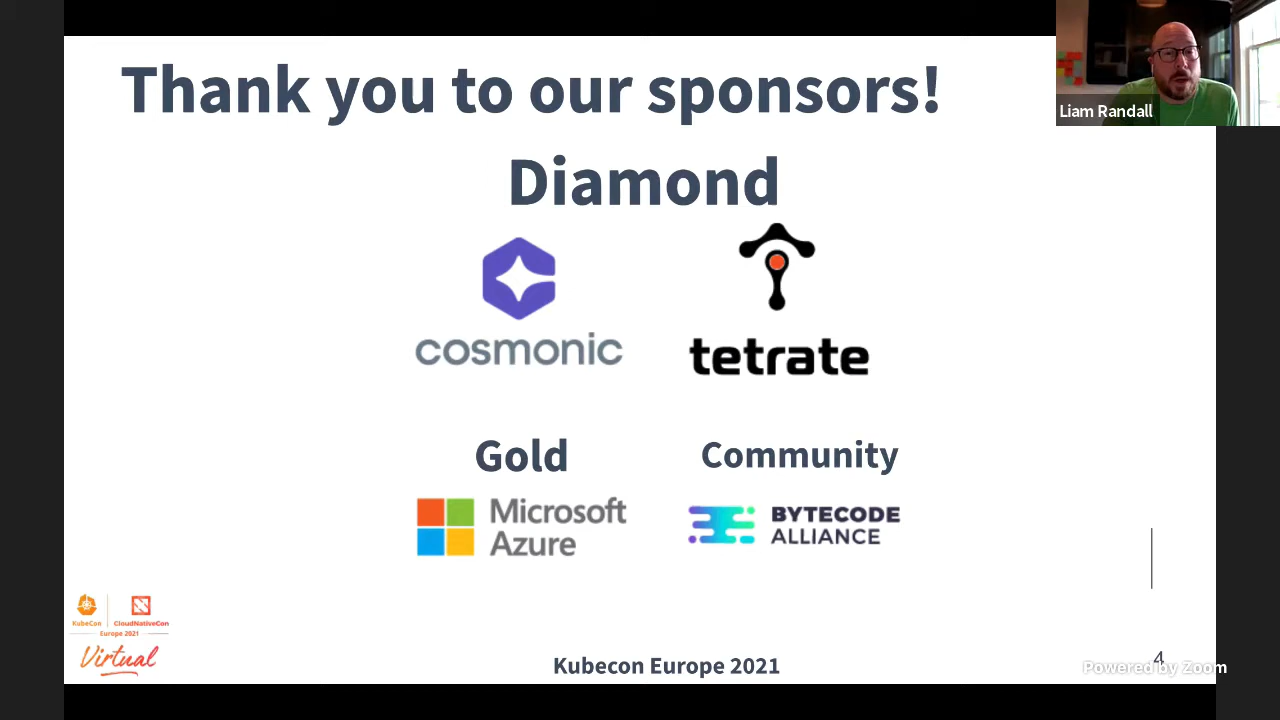 Thank you to our sponsors!
Liam Randall
Diamond
cosmonic
tetrate
Gold
Community
Microsoft
Azure
BYTECODE
ALLIANCE
KubeCon
CloudNativeCon
Europe 2021
Virtual
Kubecon Europe 2021
4
Powered by Zoom